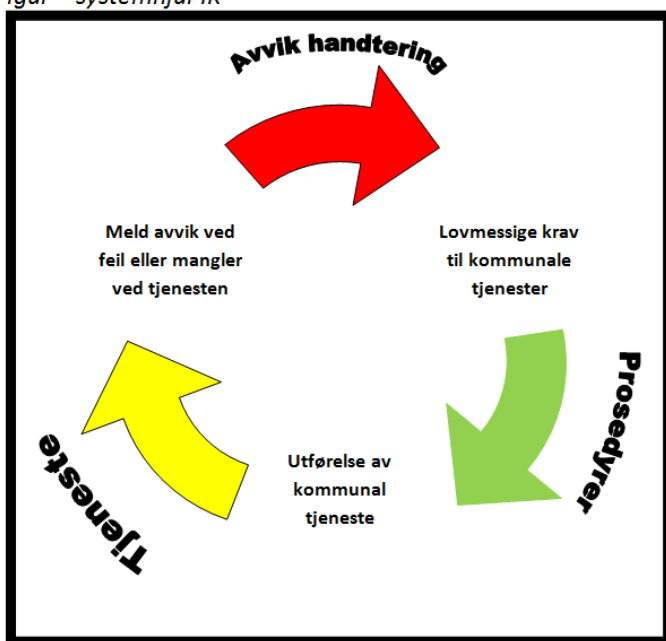 Avvik handtering
Meld avvik ved
feil eller mangler
ved tjenesten
Lovmessige krav
til kommunale
tjenester
Prosedyrer
Utførelse av
kommunal
tjeneste
Tjeneste